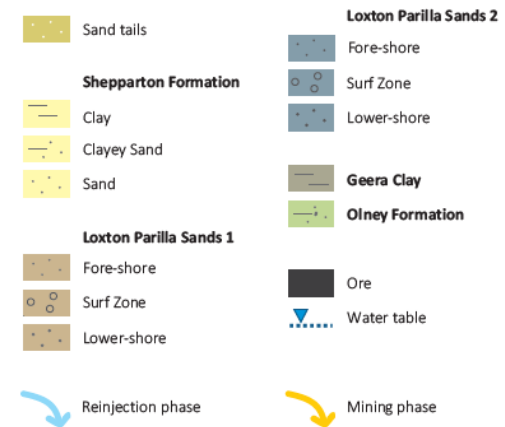 Sand tails
Shepparton Formation
Clay
Clayey Sand
Sand
Loxton Parilla Sands 1
Fore-shore
Surf Zone
Lower-shore
Reinjection phase
Loxton Parilla Sands 2
Fore-shore
Surf Zone
Lower-shore
Geera Clay
Olney Formation
Ore
Water table
Mining phase